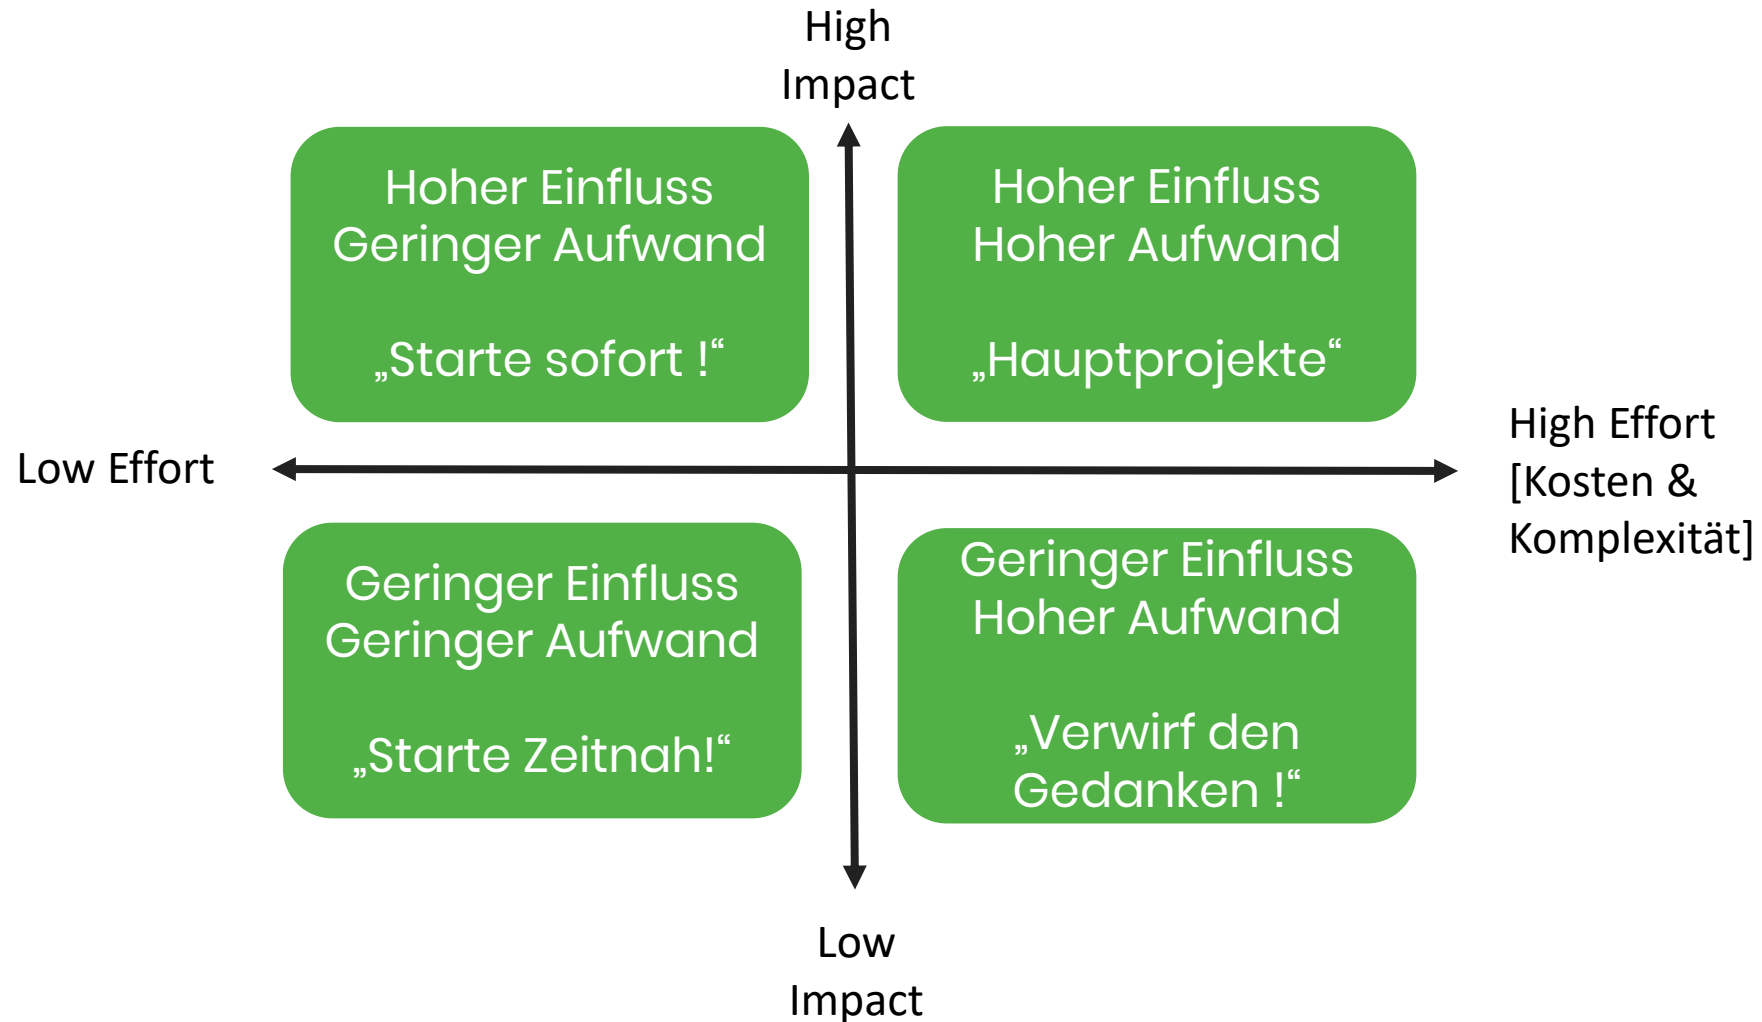 High
Impact
Hoher Einfluss
Geringer Aufwand
„Starte sofort !“
Hoher Einfluss
Hoher Aufwand
„Hauptprojekte“
Low Effort
High Effort
[Kosten &
Komplexität]
Geringer Einfluss
Geringer Aufwand
„Starte Zeitnah!“
Geringer Einfluss
Hoher Aufwand
„Verwirf den
Gedanken !“
Low
Impact